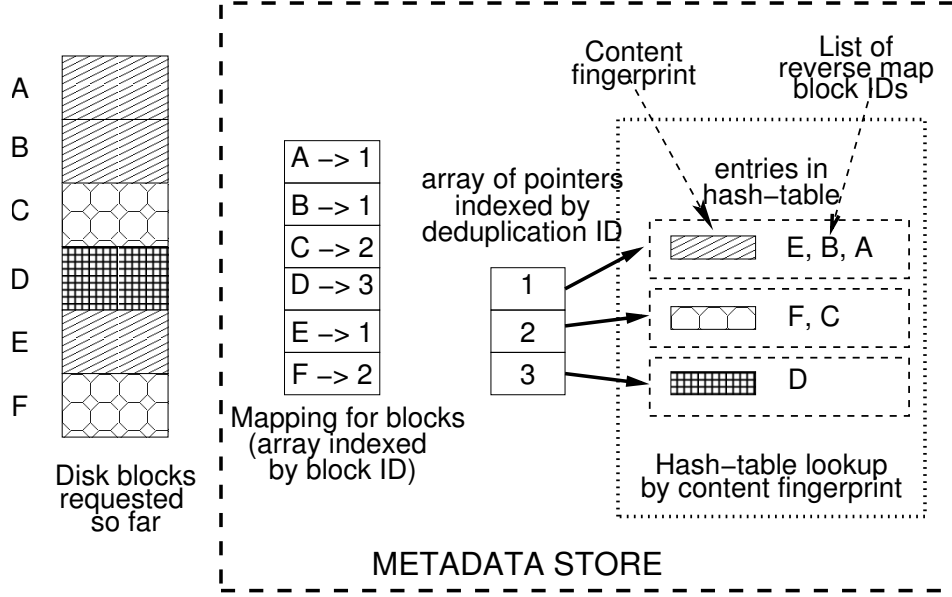 A
B
C
D
E
F
Disk blocks
requested
so far
A −> 1
B −> 1
C −> 2
D −> 3
E −> 1
F −> 2
Mapping for blocks
(array indexed
by block ID)
array of pointers
indexed by
deduplication ID
1
2
3
Content
fingerprint
List of
reverse map
block IDs
entries in
hash−table
E, B, A
F, C
D
Hash−table lookup
by content fingerprint
METADATA STORE